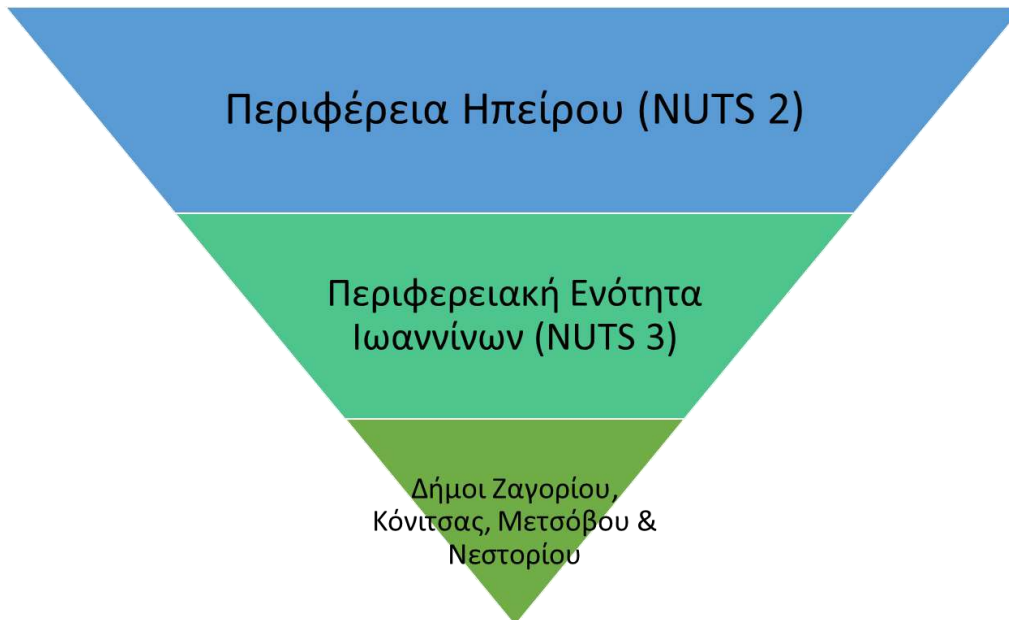 Περιφέρεια Ηπείρου (NUTS 2)
Περιφερειακή Ενότητα
Ιωαννίνων (NUTS 3)
Δήμοι Ζαγορίου,
Κόνιτσας, Μετσόβου &
Νεστορίου